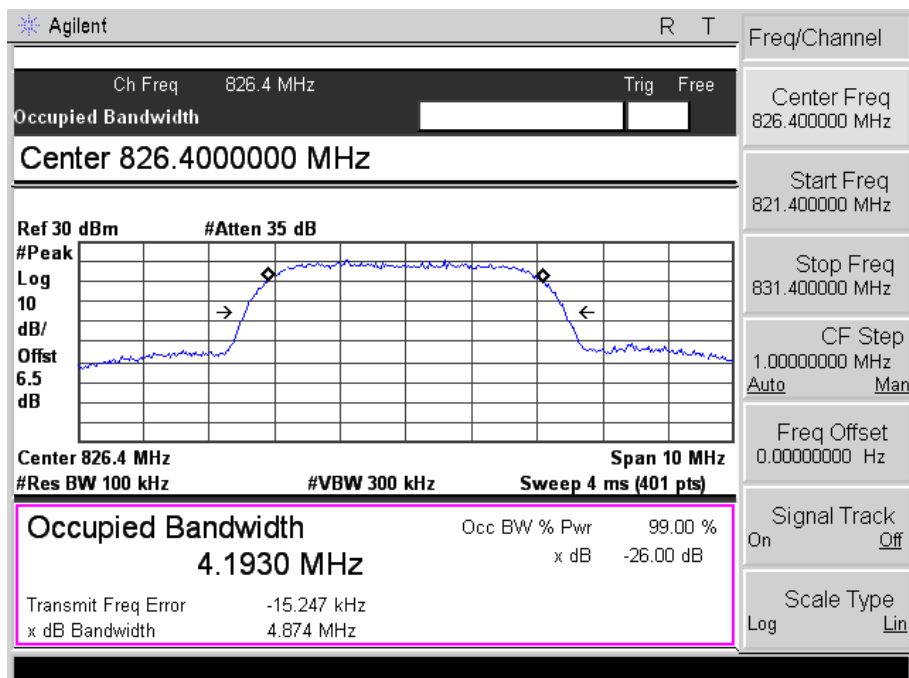 Agilent R T
Ch Freq 826.4 MHz Trig Free
Occupied Bandwidth
Center 826.4000000 MHz
Ref 30 dBm #Atten 35 dB
#Peak
Log
10
dB/
Offst
6.5
dB
Center 826.4 MHz Span 10 MHz
#Res BW 100 kHz #VBW 300 kHz Sweep 4 ms (401 pts)
Occupied Bandwidth
4.1930 MHz
Occ BW % Pwr 99.00 %
x dB -26.00 dB
Transmit Freq Error -15.247 kHz
x dB Bandwidth 4.874 MHz
Freq/Channel
Center Freq
826.400000 MHz
Start Freq
821.400000 MHz
Stop Freq
831.400000 MHz
CF Step
1.00000000 MHz
Auto Man
Freq Offset
0.00000000 Hz
Signal Track
On Off
Scale Type
Log Lin